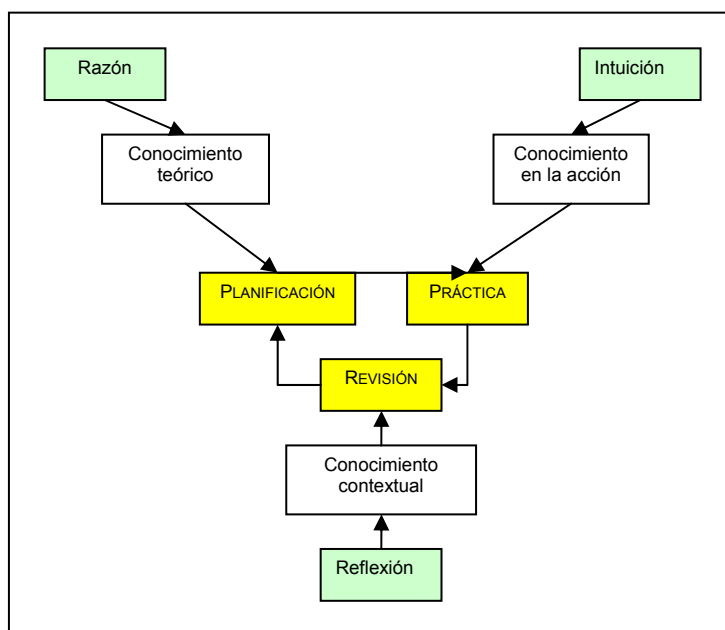 Razón
Intuición
Conocimiento
teórico
Conocimiento
en la acción
PLANIFICACIÓN
PRÁCTICA
REVISIÓN
Conocimiento
contextual
Reflexión